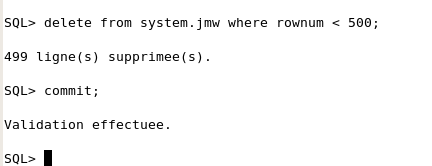 SQL> delete from system.jmw where rownum < 500;
499 ligne(s) supprimee(s).
SQL> commit;
Validation effectuee.
SQL>